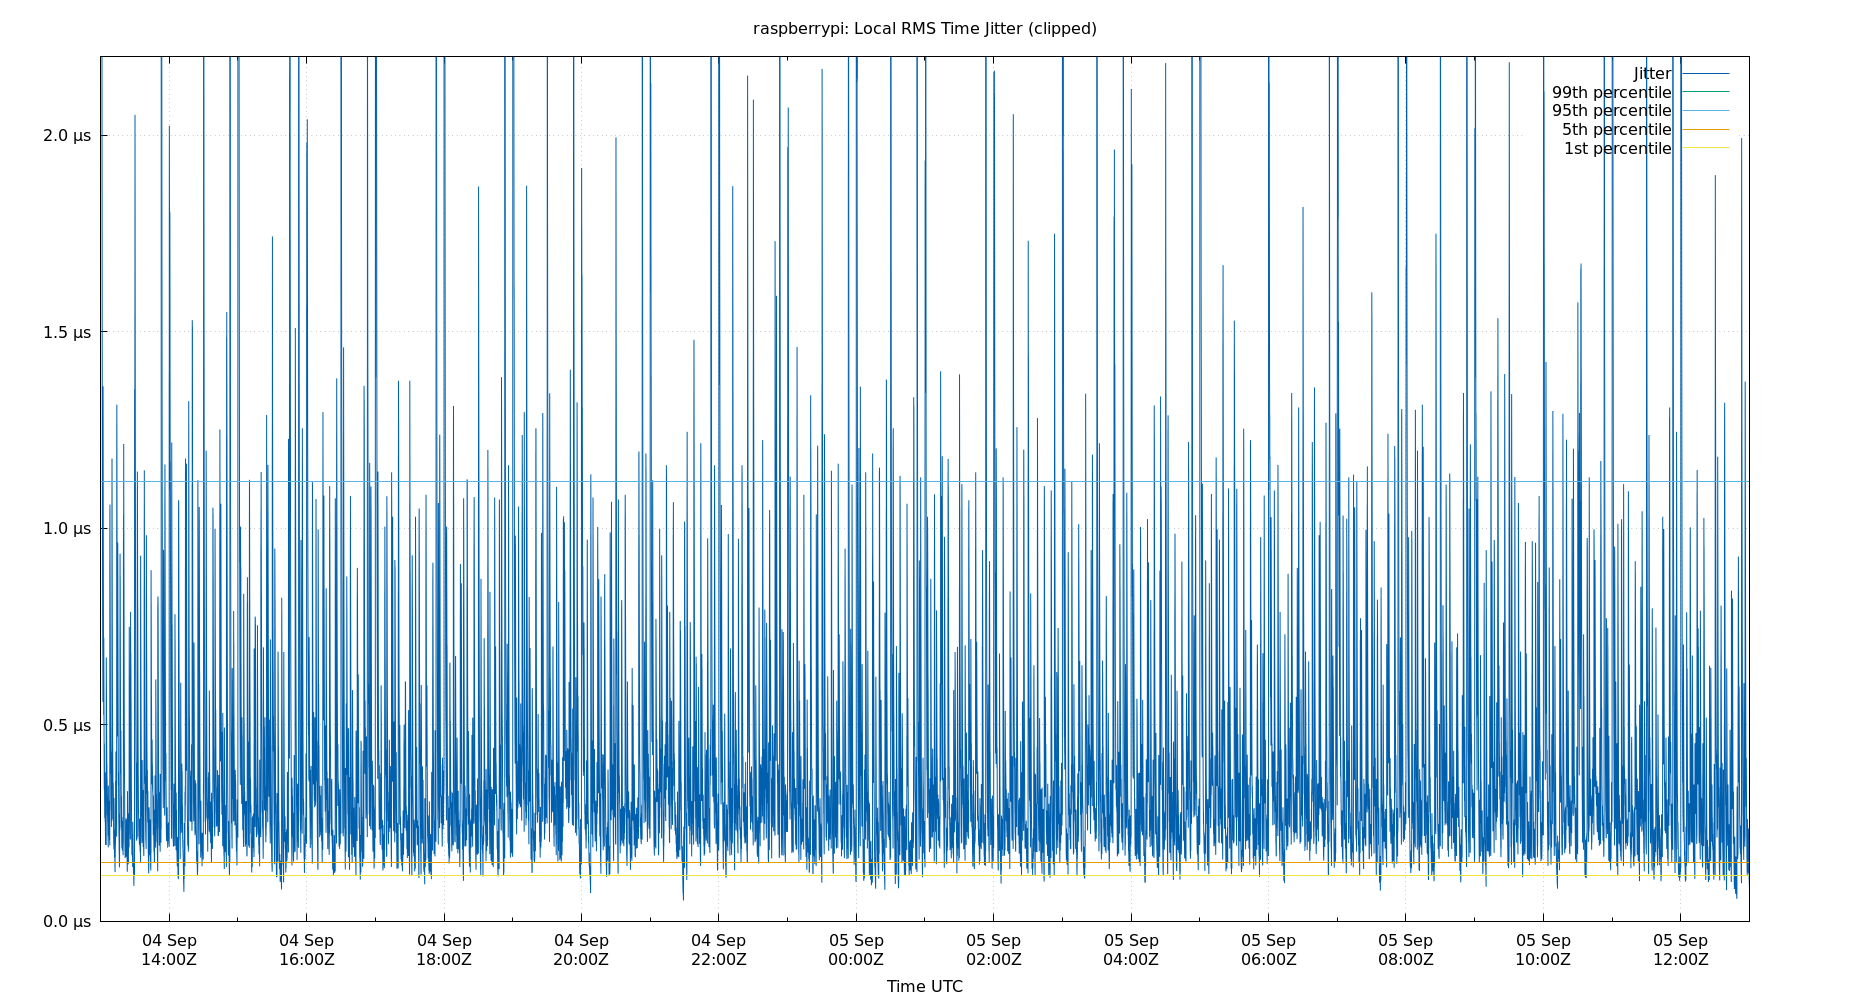 raspberrypi: Local RMS Time Jitter (clipped)
Jitter
99th percentile
95th percentile
5th percentile
1st percentile
2.0 µs
1.5 µs
1.0 µs
0.5 µs
0.0 µs
04 Sep 04 Sep 04 Sep 04 Sep 04 Sep 05 Sep 05 Sep 05 Sep 05 Sep 05 Sep 05 Sep 05 Sep
14:00Z 16:00Z 18:00Z 20:00Z 22:00Z 00:00Z 02:00Z 04:00Z 06:00Z 08:00Z 10:00Z 12:00Z
Time UTC